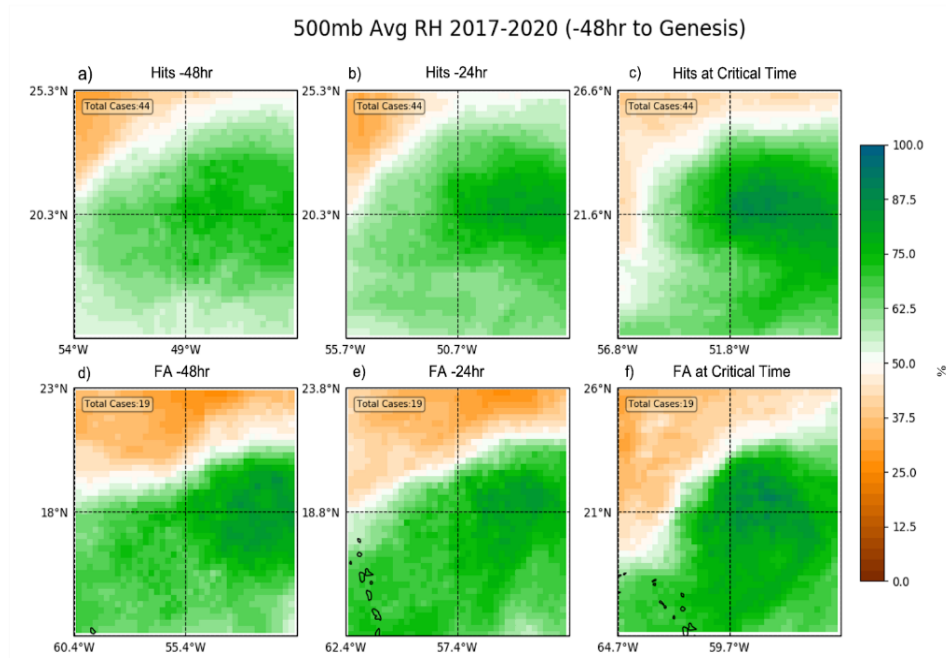 500mb Avg RH 2017-2020 (-48hr to Genesis)
a) Hits -48hr
b) Hits -24hr
c) Hits at Critical Time
25.3°N
Total Cases:44
25.3°N
Total Cases:44
26.6°N
Total Cases:44
20.3°N
20.3°N
21.6°N
54°W
49°W
55.7°W
50.7°W
56.8°W
51.8°W
d) FA -48hr
e) FA -24hr
f) FA at Critical Time
23°N
Total Cases:19
23.8°N
Total Cases:19
26°N
Total Cases:19
18°N
18.8°N
21°N
60.4°W
55.4°W
62.4°W
57.4°W
64.7°W
59.7°W
100.0
87.5
75.0
62.5
50.0
37.5
25.0
12.5
0.0
%